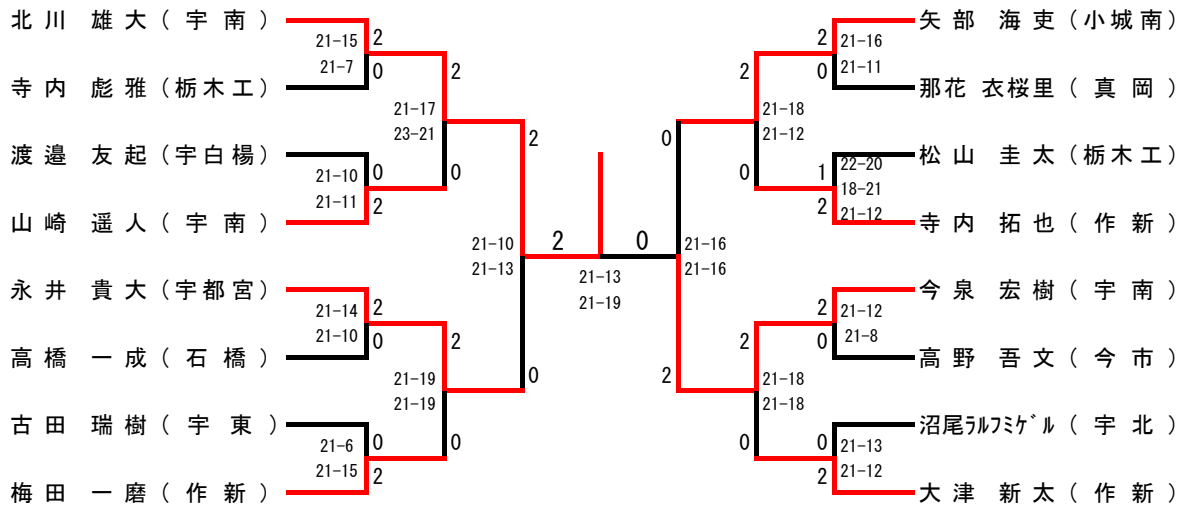 北川 雄大(宇南)
21-15 2
21-7 0
寺内 彪雅(栃木工)
2
21-17
23-21
0
渡邉 友起(宇白楊)
21-10 0
21-11 2
山崎 遥人(宇南)
2
21-10
21-13
0
永井 貴大(宇都宮)
21-14 2
21-10 0
高橋 一成(石橋)
2
21-19
21-19
0
古田 瑞樹(宇東)
21-6 0
21-15 2
梅田 一磨(作新)
2 0
21-13
21-19
矢部 海吏(小城南)
2 21-16
0 21-11
那花 衣桜里(真岡)
2
21-18
21-12
0
松山 圭太(栃木工)
1 22-20
18-21
2 21-12
寺内 拓也(作新)
0
21-16
21-16
2
今泉 宏樹(宇南)
2 21-12
0 21-8
高野 吾文(今市)
2
21-18
21-18
0
沼尾ラルフミゲル(宇北)
0 21-13
2 21-12
大津 新太(作新)